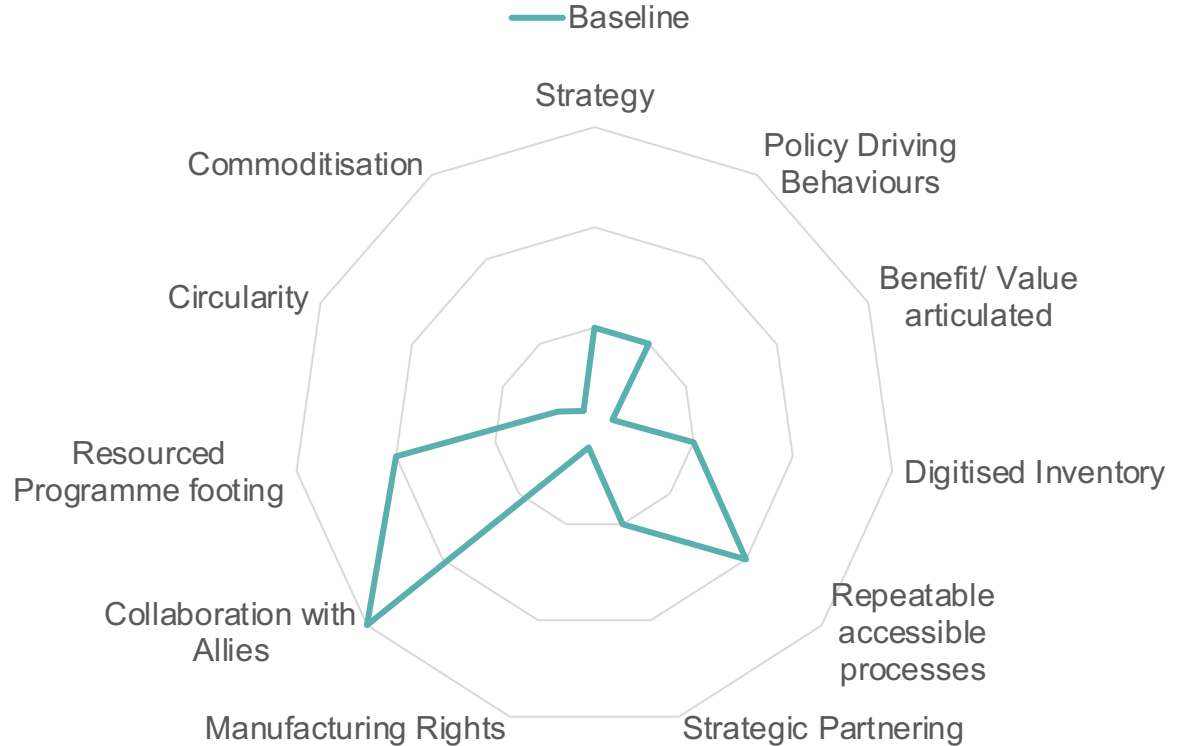 Baseline
Strategy
Policy Driving
Behaviours
Benefit/ Value
articulated
Digitised Inventory
Repeatable
accessible
processes
Strategic Partnering
Manufacturing Rights
Collaboration with
Allies
Resourced
Programme footing
Circularity
Commoditisation